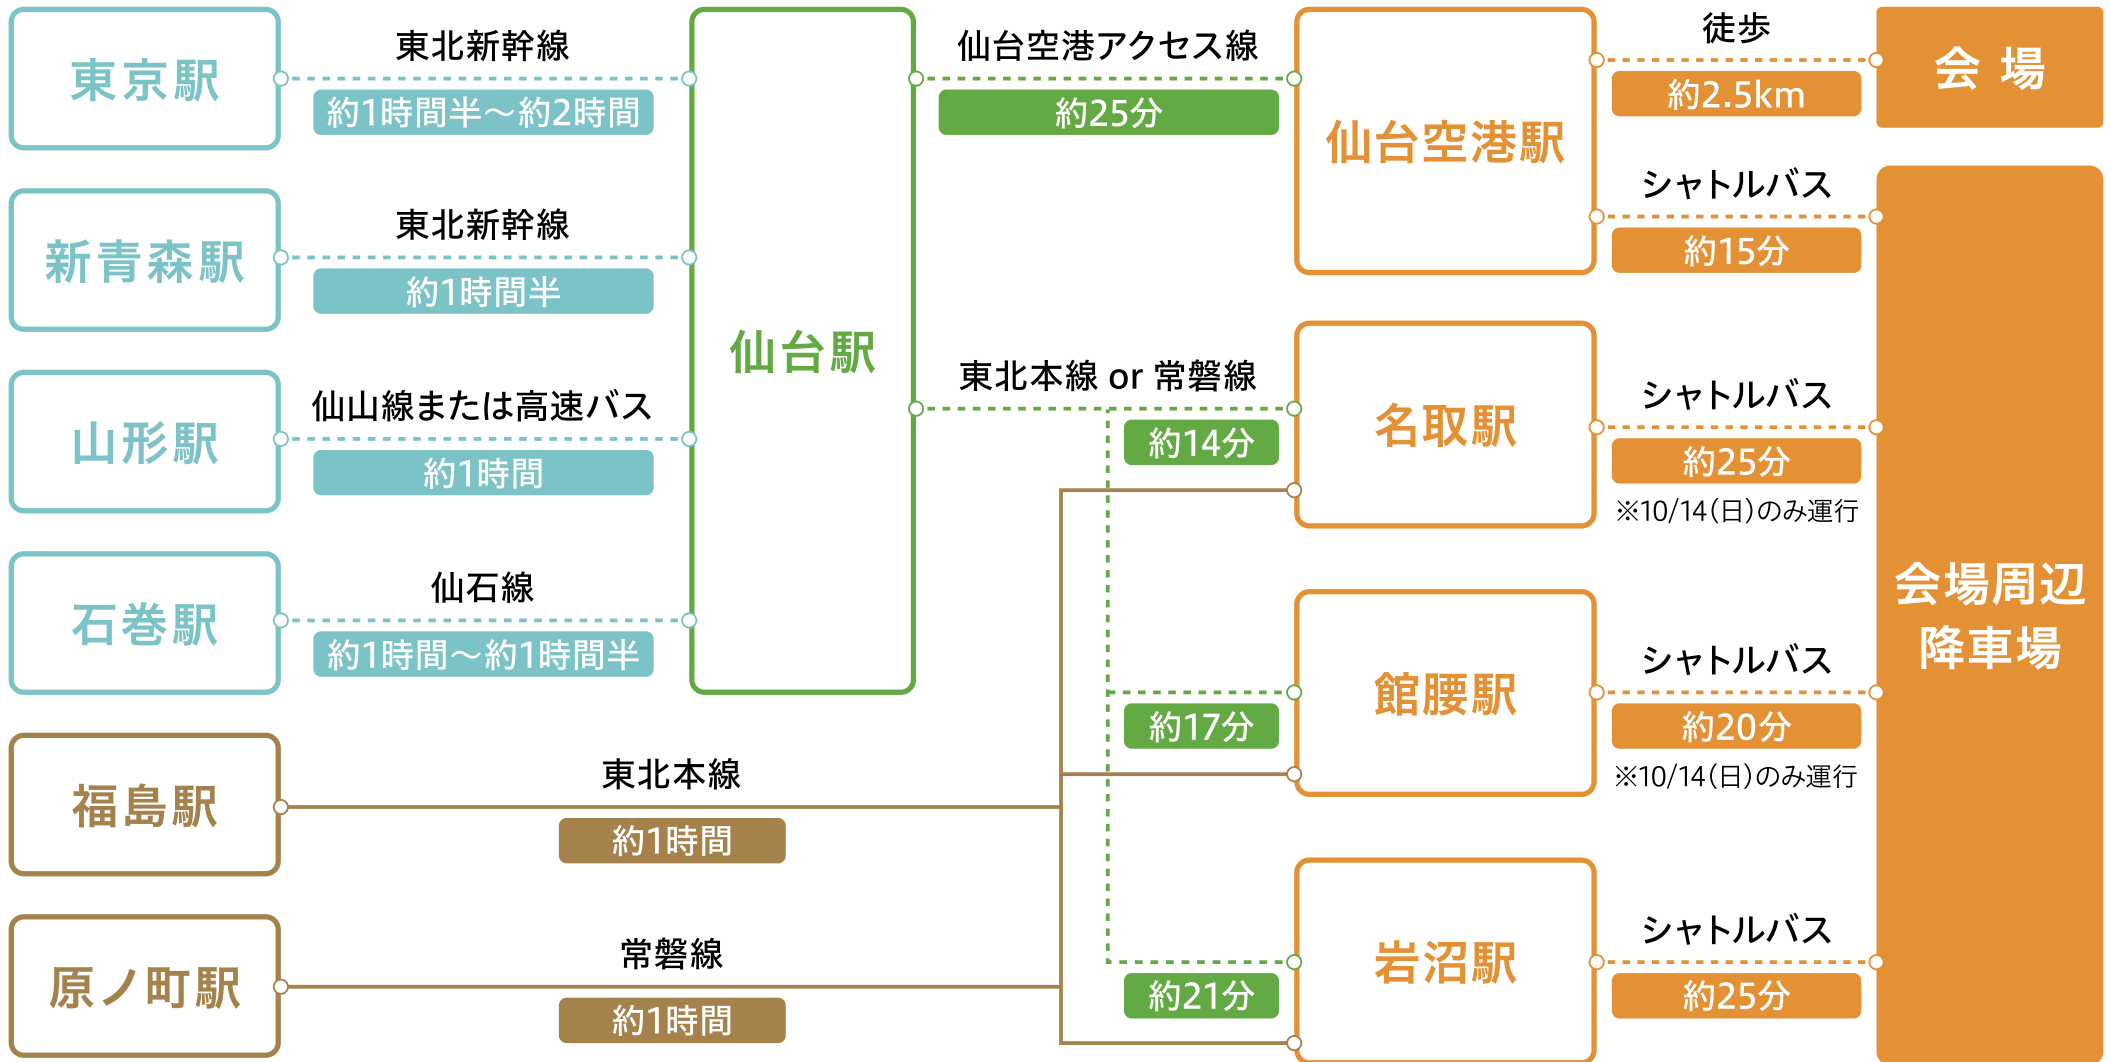 東京駅
東北新幹線
約1時間半～約2時間
新青森駅
東北新幹線
約1時間半
山形駅
仙山線または高速バス
約1時間
石巻駅
仙石線
約1時間～約1時間半
福島駅
東北本線
約1時間
原ノ町駅
常磐線
約1時間
仙台駅
仙台空港アクセス線
約25分
東北本線 or 常磐線
約14分
約17分
約21分
仙台空港駅
徒歩
約2.5km
シャトルバス
約15分
名取駅
シャトルバス
約25分
※10/14(日)のみ運行
館腰駅
シャトルバス
約20分
※10/14(日)のみ運行
岩沼駅
シャトルバス
約25分
会場
会場周辺
降車場